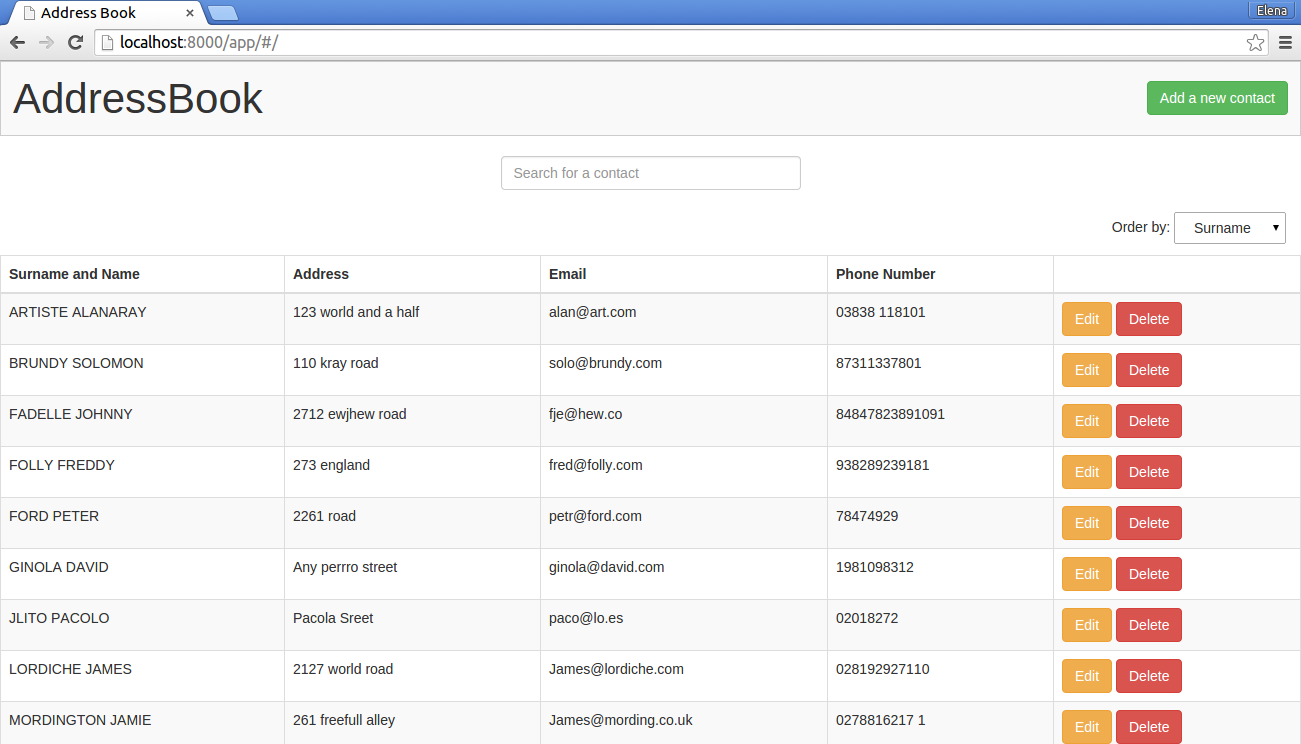 Address Book × Elena
localhost:8000/app/#/
AddressBook Add a new contact
Search for a contact
Order by: Surname
Surname and Name Address Email Phone Number
ARTISTE ALANARAY 123 world and a half alan@art.com 03838 118101 Edit Delete
BRUNDY SOLOMON 110 kray road solo@brundy.com 87311337801 Edit Delete
FADELLE JOHNNY 2712 ewjhew road fje@hew.co 84847823891091 Edit Delete
FOLLY FREDDY 273 england fred@folly.com 938289239181 Edit Delete
FORD PETER 2261 road petr@ford.com 78474929 Edit Delete
GINOLA DAVID Any perrro street ginola@david.com 1981098312 Edit Delete
JLITO PACOLO Pacola Sreet paco@lo.es 02018272 Edit Delete
LORDICHE JAMES 2127 world road James@lordiche.com 028192927110 Edit Delete
MORDINGTON JAMIE 261 freefull alley James@mording.co.uk 0278816217 1 Edit Delete